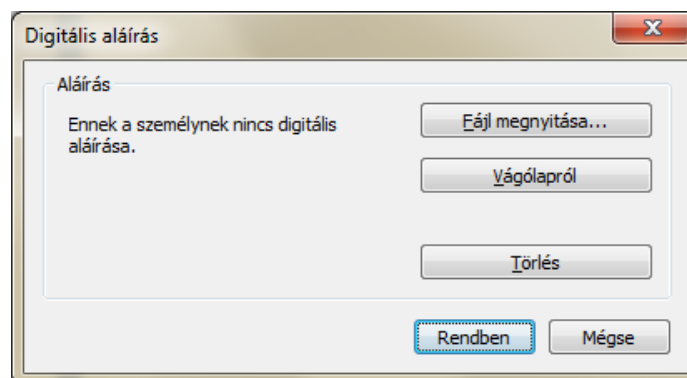 Digitális aláírás
Aláírás
Ennek a személynek nincs digitális
aláírása.
Fájl megnyitása...
Vágólapról
Törlés
Rendben
Mégse